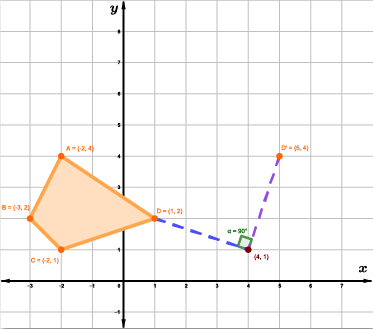 y
8
7
6
5
4
3
2
1
-1
A = (-2, 4)
D' = (5, 4)
B = (-3, 2)
D = (1, 2)
α = 90°
C = (-2, 1)
(4, 1)
x
-3 -2 -1 0 1 2 3 4 5 6 7